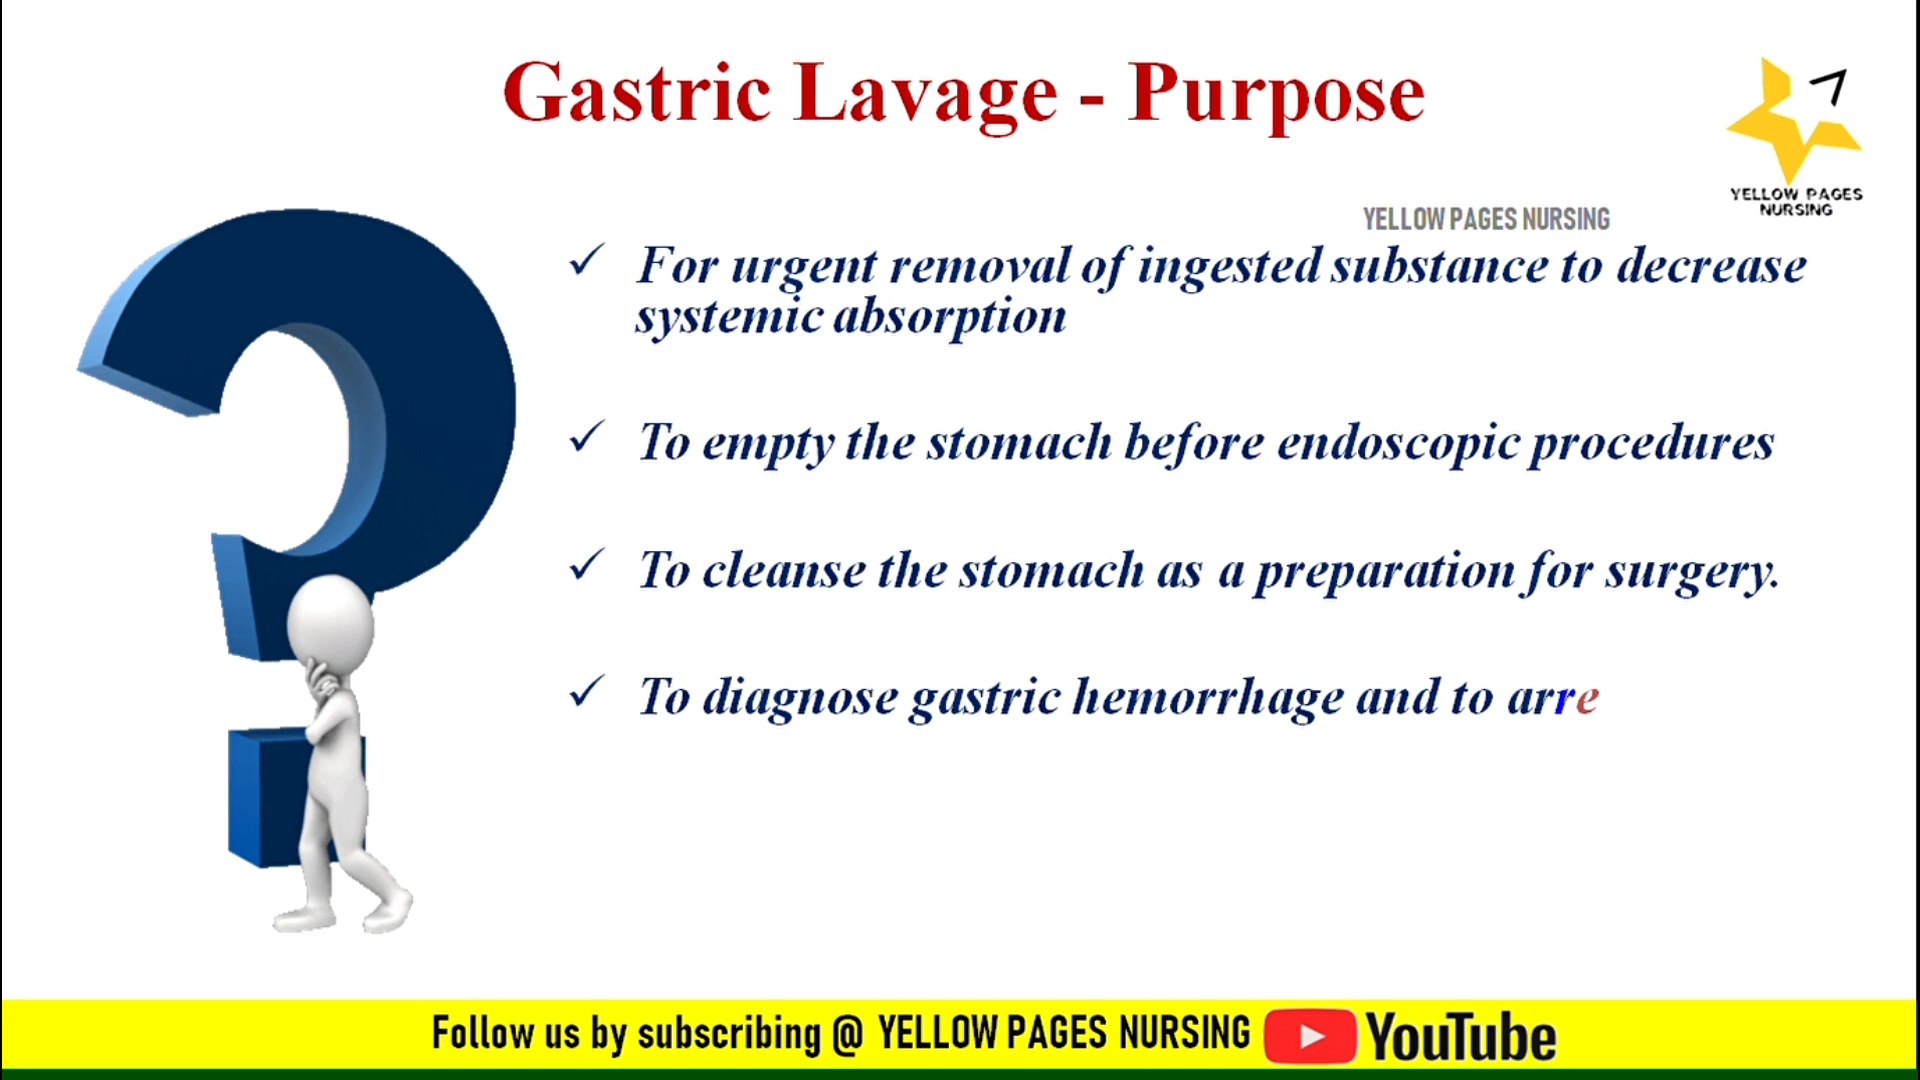 Gastric Lavage - Purpose
YELLOW PAGES
NURSING
YELLOW PAGES NURSING
✓ For urgent removal of ingested substance to decrease
systemic absorption
✓ To empty the stomach before endoscopic procedures
✓ To cleanse the stomach as a preparation for surgery.
✓ To diagnose gastric hemorrhage and to arre
Follow us by subscribing @ YELLOW PAGES NURSING YouTube